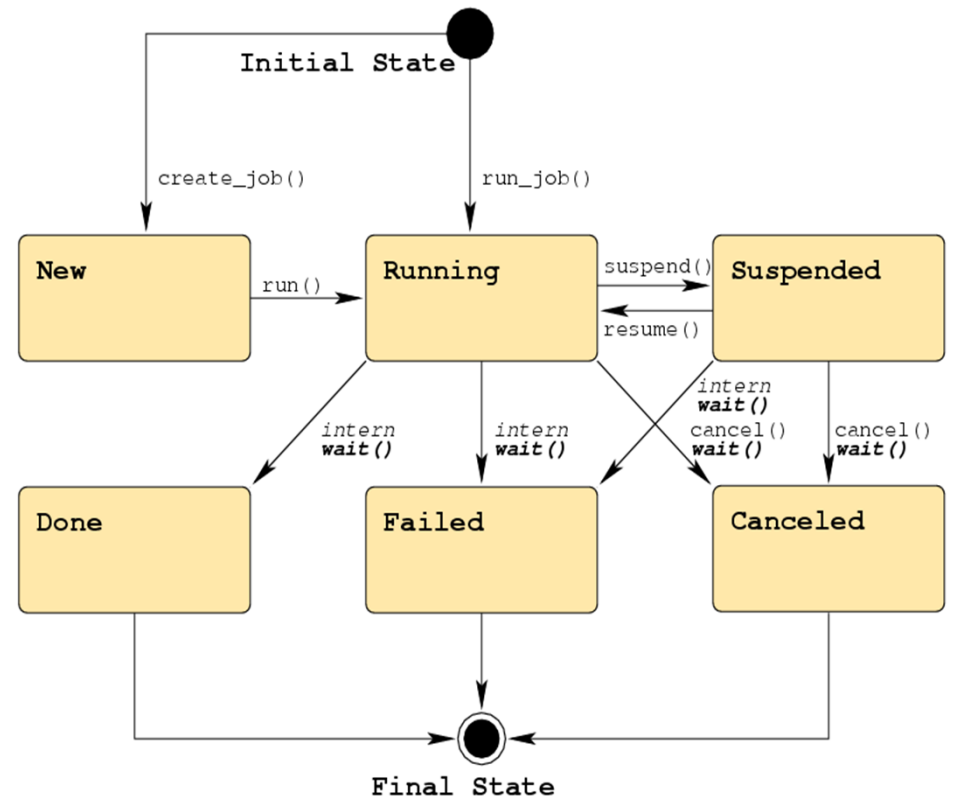 Initial State
create_job()
run_job()
New
Running
Suspended
run()
suspend()
resume()
intern
wait()
intern
wait()
intern
wait()
cancel()
wait()
cancel()
wait()
Done
Failed
Canceled
Final State